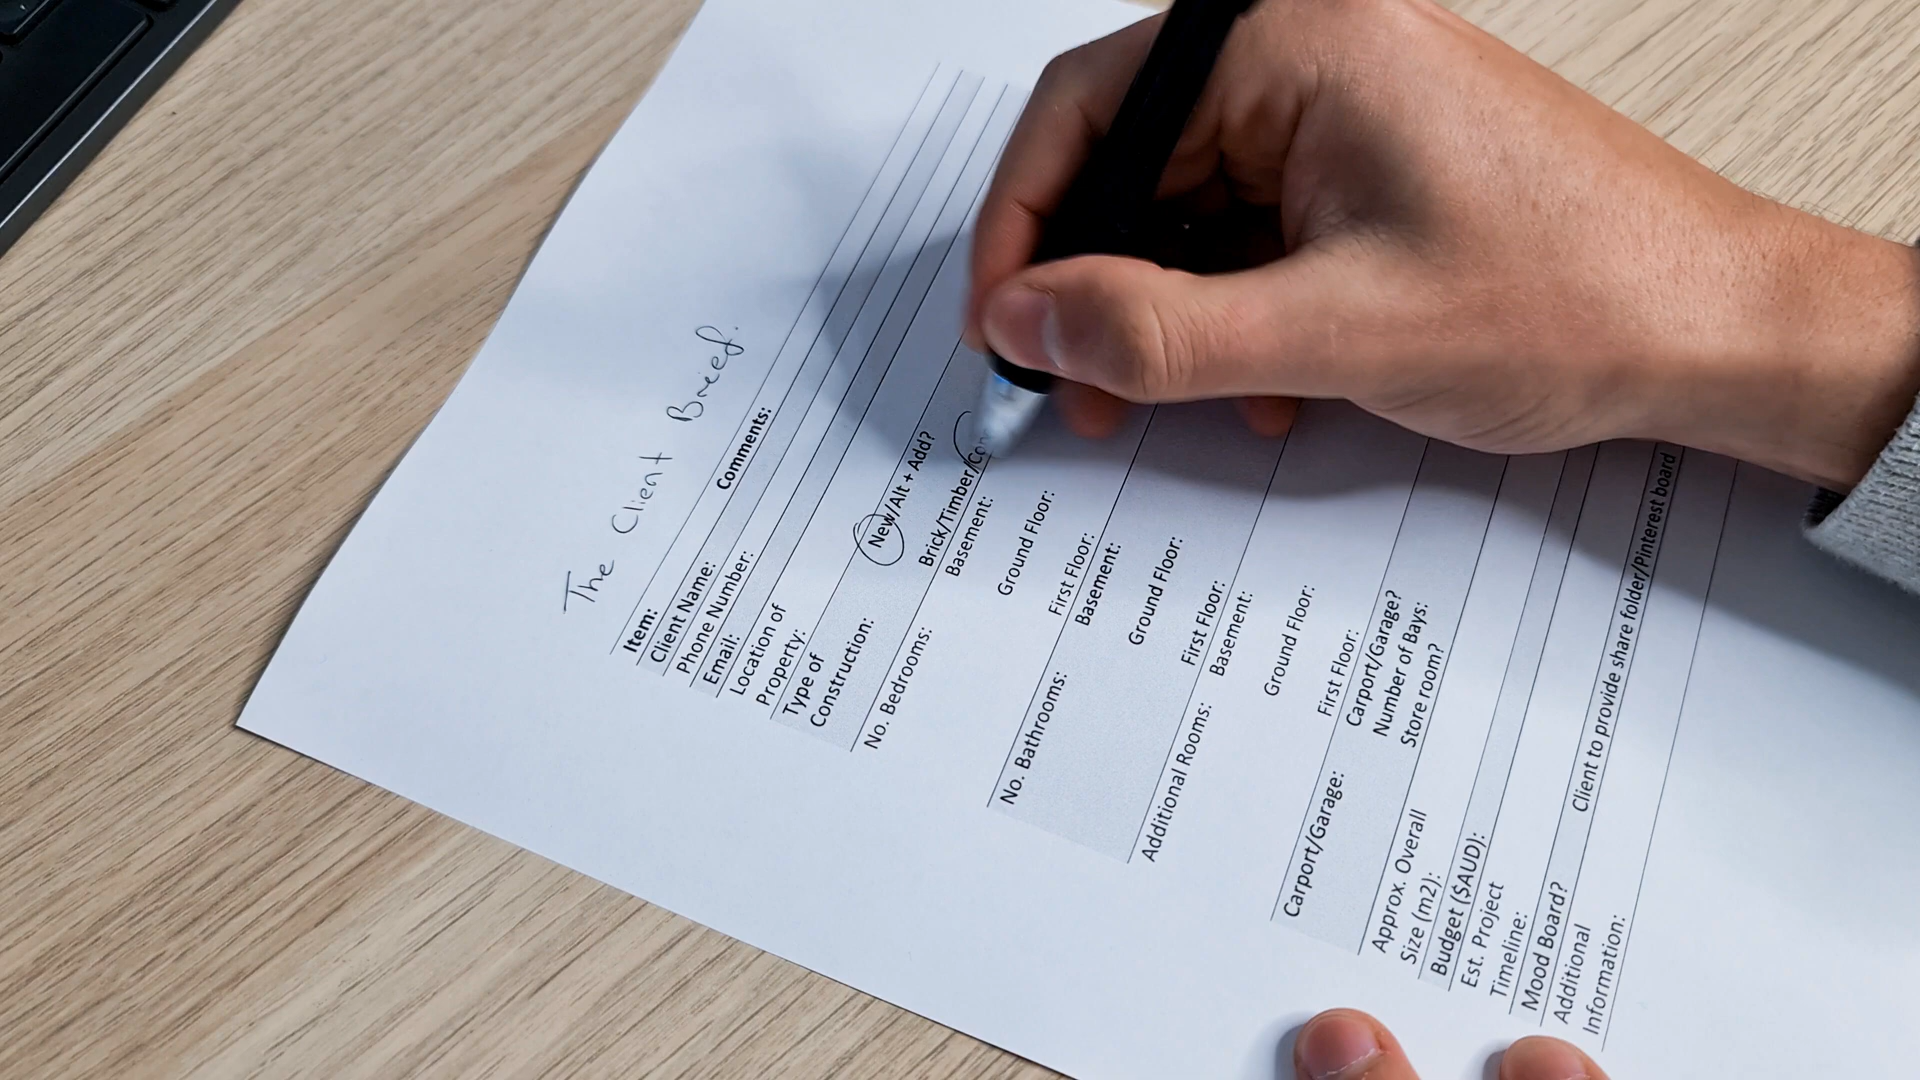 The Client Brief.
Item: Comments:
Client Name:
Phone Number:
Email:
Location of
Property:
Type of New/Alt + Add?
Construction:
Brick/Timber/
No. Bedrooms: Basement:
Ground Floor:
First Floor:
No. Bathrooms: Basement:
Ground Floor:
First Floor:
Additional Rooms: Basement:
Ground Floor:
First Floor:
Carport/Garage: Carport/Garage?
Number of Bays:
Store room?
Approx. Overall
Size (m2):
Budget ($AUD):
Est. Project
Timeline:
Mood Board? Client to provide share folder/Pinterest board
Additional
Information: